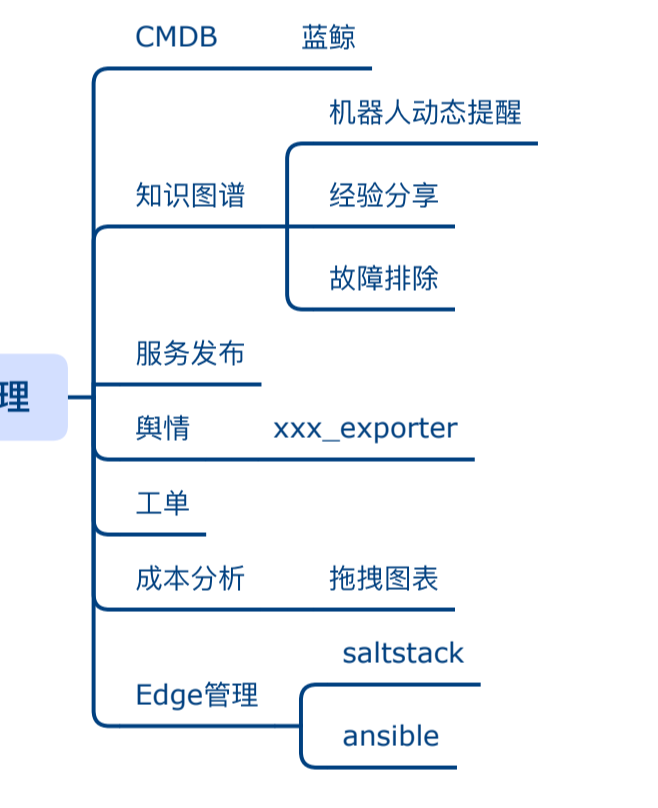 CMDB 蓝鲸
机器人动态提醒
知识图谱 经验分享
故障排除
服务发布
理
舆情 xxx_exporter
工单
成本分析 拖拽图表
saltstack
Edge管理
ansible